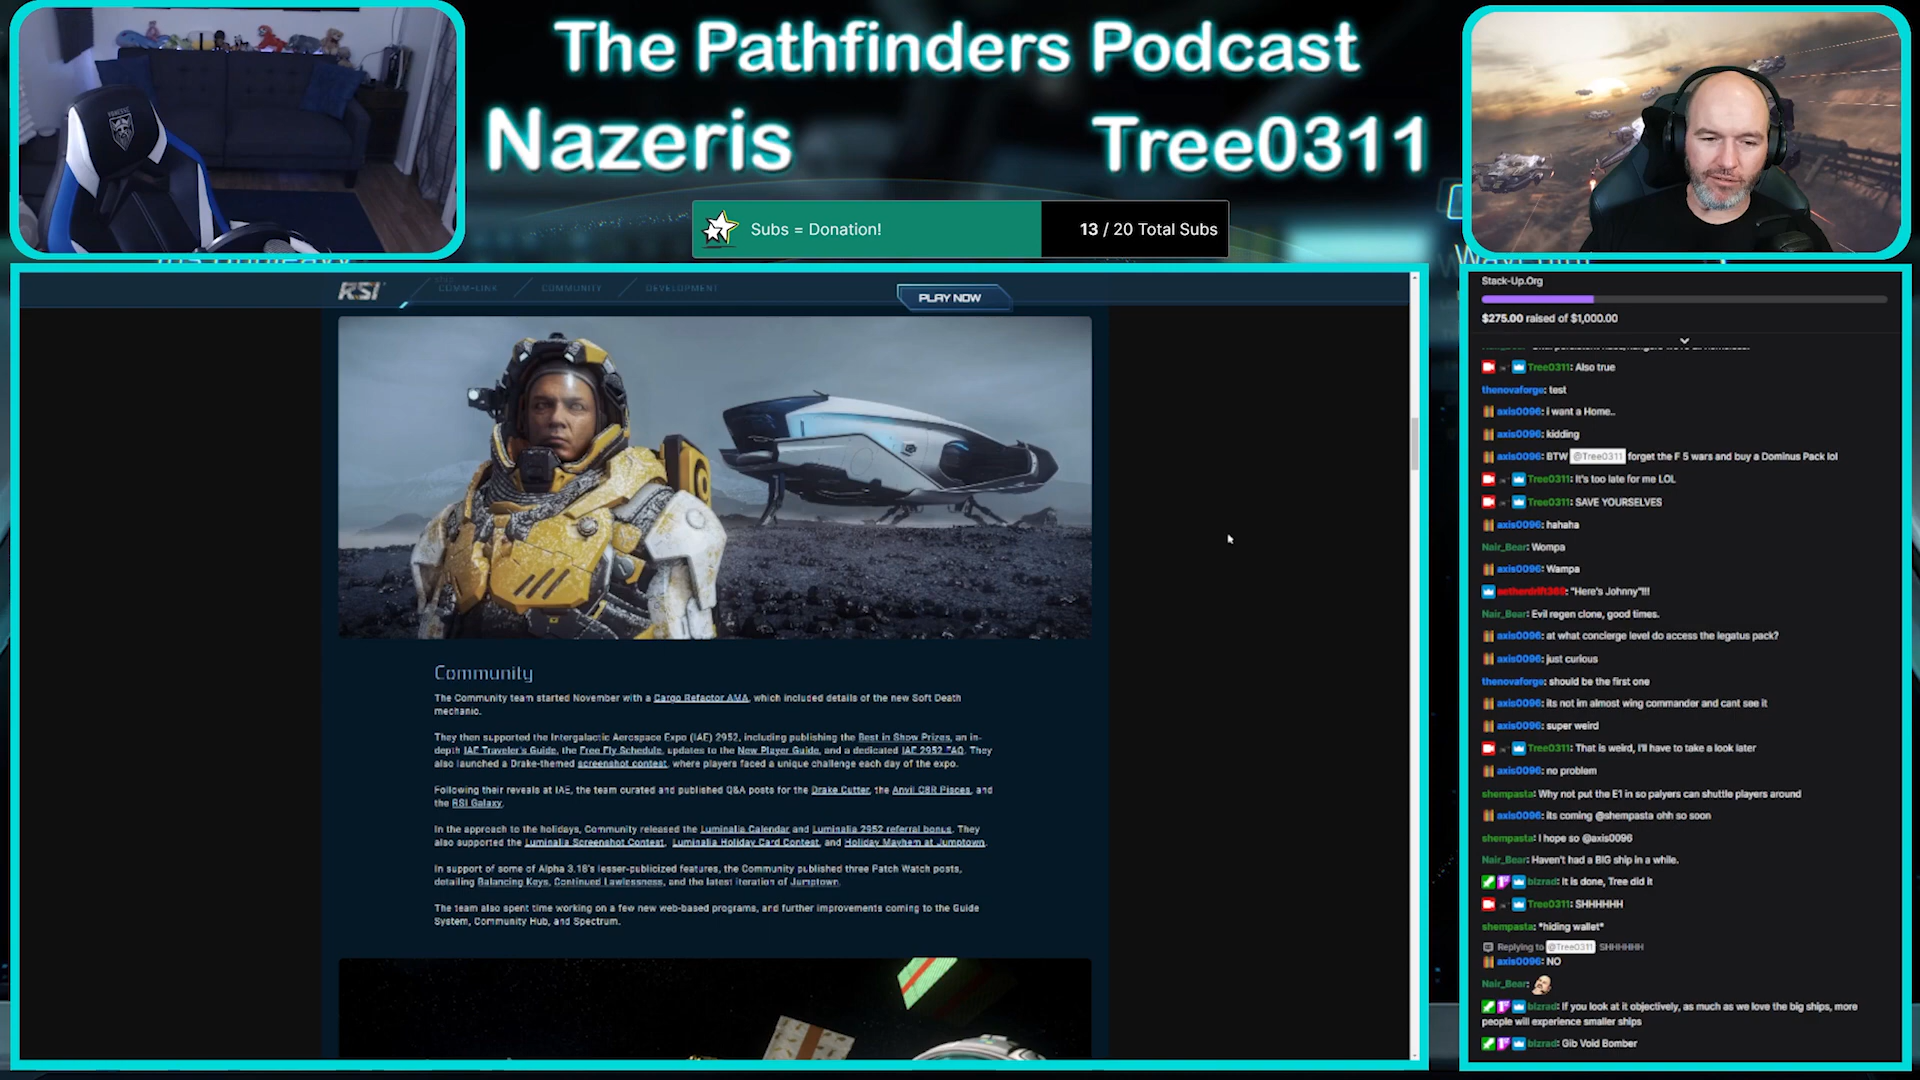 The Pathfinders Podcast
Nazeris
Tree0311
Subs = Donation!
13 / 20 Total Subs
RSI
COMM-LINK
COMMUNITY
DEVELOPMENT
PLAY NOW
Community
The Community team started November with a Cargo Refactor AMA, which included details of the new Soft Death
mechanic.
They then supported the Intergalactic Aerospace Expo (IAE) 2952, including publishing the Best in Show Prizes, an in-
depth IAE Traveler's Guide, the Free Fly Schedule, updates to the New Player Guide, and a dedicated IAE 2952 FAQ. They
also launched a Drake-themed screenshot contest, where players faced a unique challenge each day of the expo.
Following their reveals at IAE, the team curated and published Q&A posts for the Drake Cutter, the Anvil C8R Pisces, and
the RSI Galaxy.
In the approach to the holidays, Community released the Luminalia Calendar and Luminalia 2952 referral bonus. They
also supported the Luminalia Screenshot Contest, Luminalia Holiday Card Contest, and Holiday Mayhem at Jumptown.
In support of some of Alpha 3.18's lesser-publicized features, the Community published three Patch Watch posts,
detailing Balancing Keys, Continued Lawlessness, and the latest iteration of Jumptown.
The team also spent time working on a few new web-based programs, and further improvements coming to the Guide
System, Community Hub, and Spectrum.
Stack-Up.Org
$275.00 raised of $1,000.00
Tree0311: Also true
thenovaforge: test
axis0096: i want a Home..
axis0096: kidding
axis0096: BTW @Tree0311 forget the F 5 wars and buy a Dominus Pack lol
Tree0311: It's too late for me LOL
Tree0311: SAVE YOURSELVES
axis0096: hahaha
Nair_Bear: Wompa
axis0096: Wampa
aetherdrift368: "Here's Johnny"!!!
Nair_Bear: Evil regen clone, good times.
axis0096: at what concierge level do access the legatus pack?
axis0096: just curious
thenovaforge: should be the first one
axis0096: its not im almost wing commander and cant see it
axis0096: super weird
Tree0311: That is weird, I'll have to take a look later
axis0096: no problem
shempasta: Why not put the E1 in so palyers can shuttle players around
axis0096: its coming @shempasta ohh so soon
shempasta: I hope so @axis0096
Nair_Bear: Haven't had a BIG ship in a while.
bizrad: It is done, Tree did it
Tree0311: SHHHHHH
shempasta: *hiding wallet*
Replying to @Tree0311 SHHHHHH
axis0096: NO
Nair_Bear:
bizrad: If you look at it objectively, as much as we love the big ships, more
people will experience smaller ships
bizrad: Gib Void Bomber